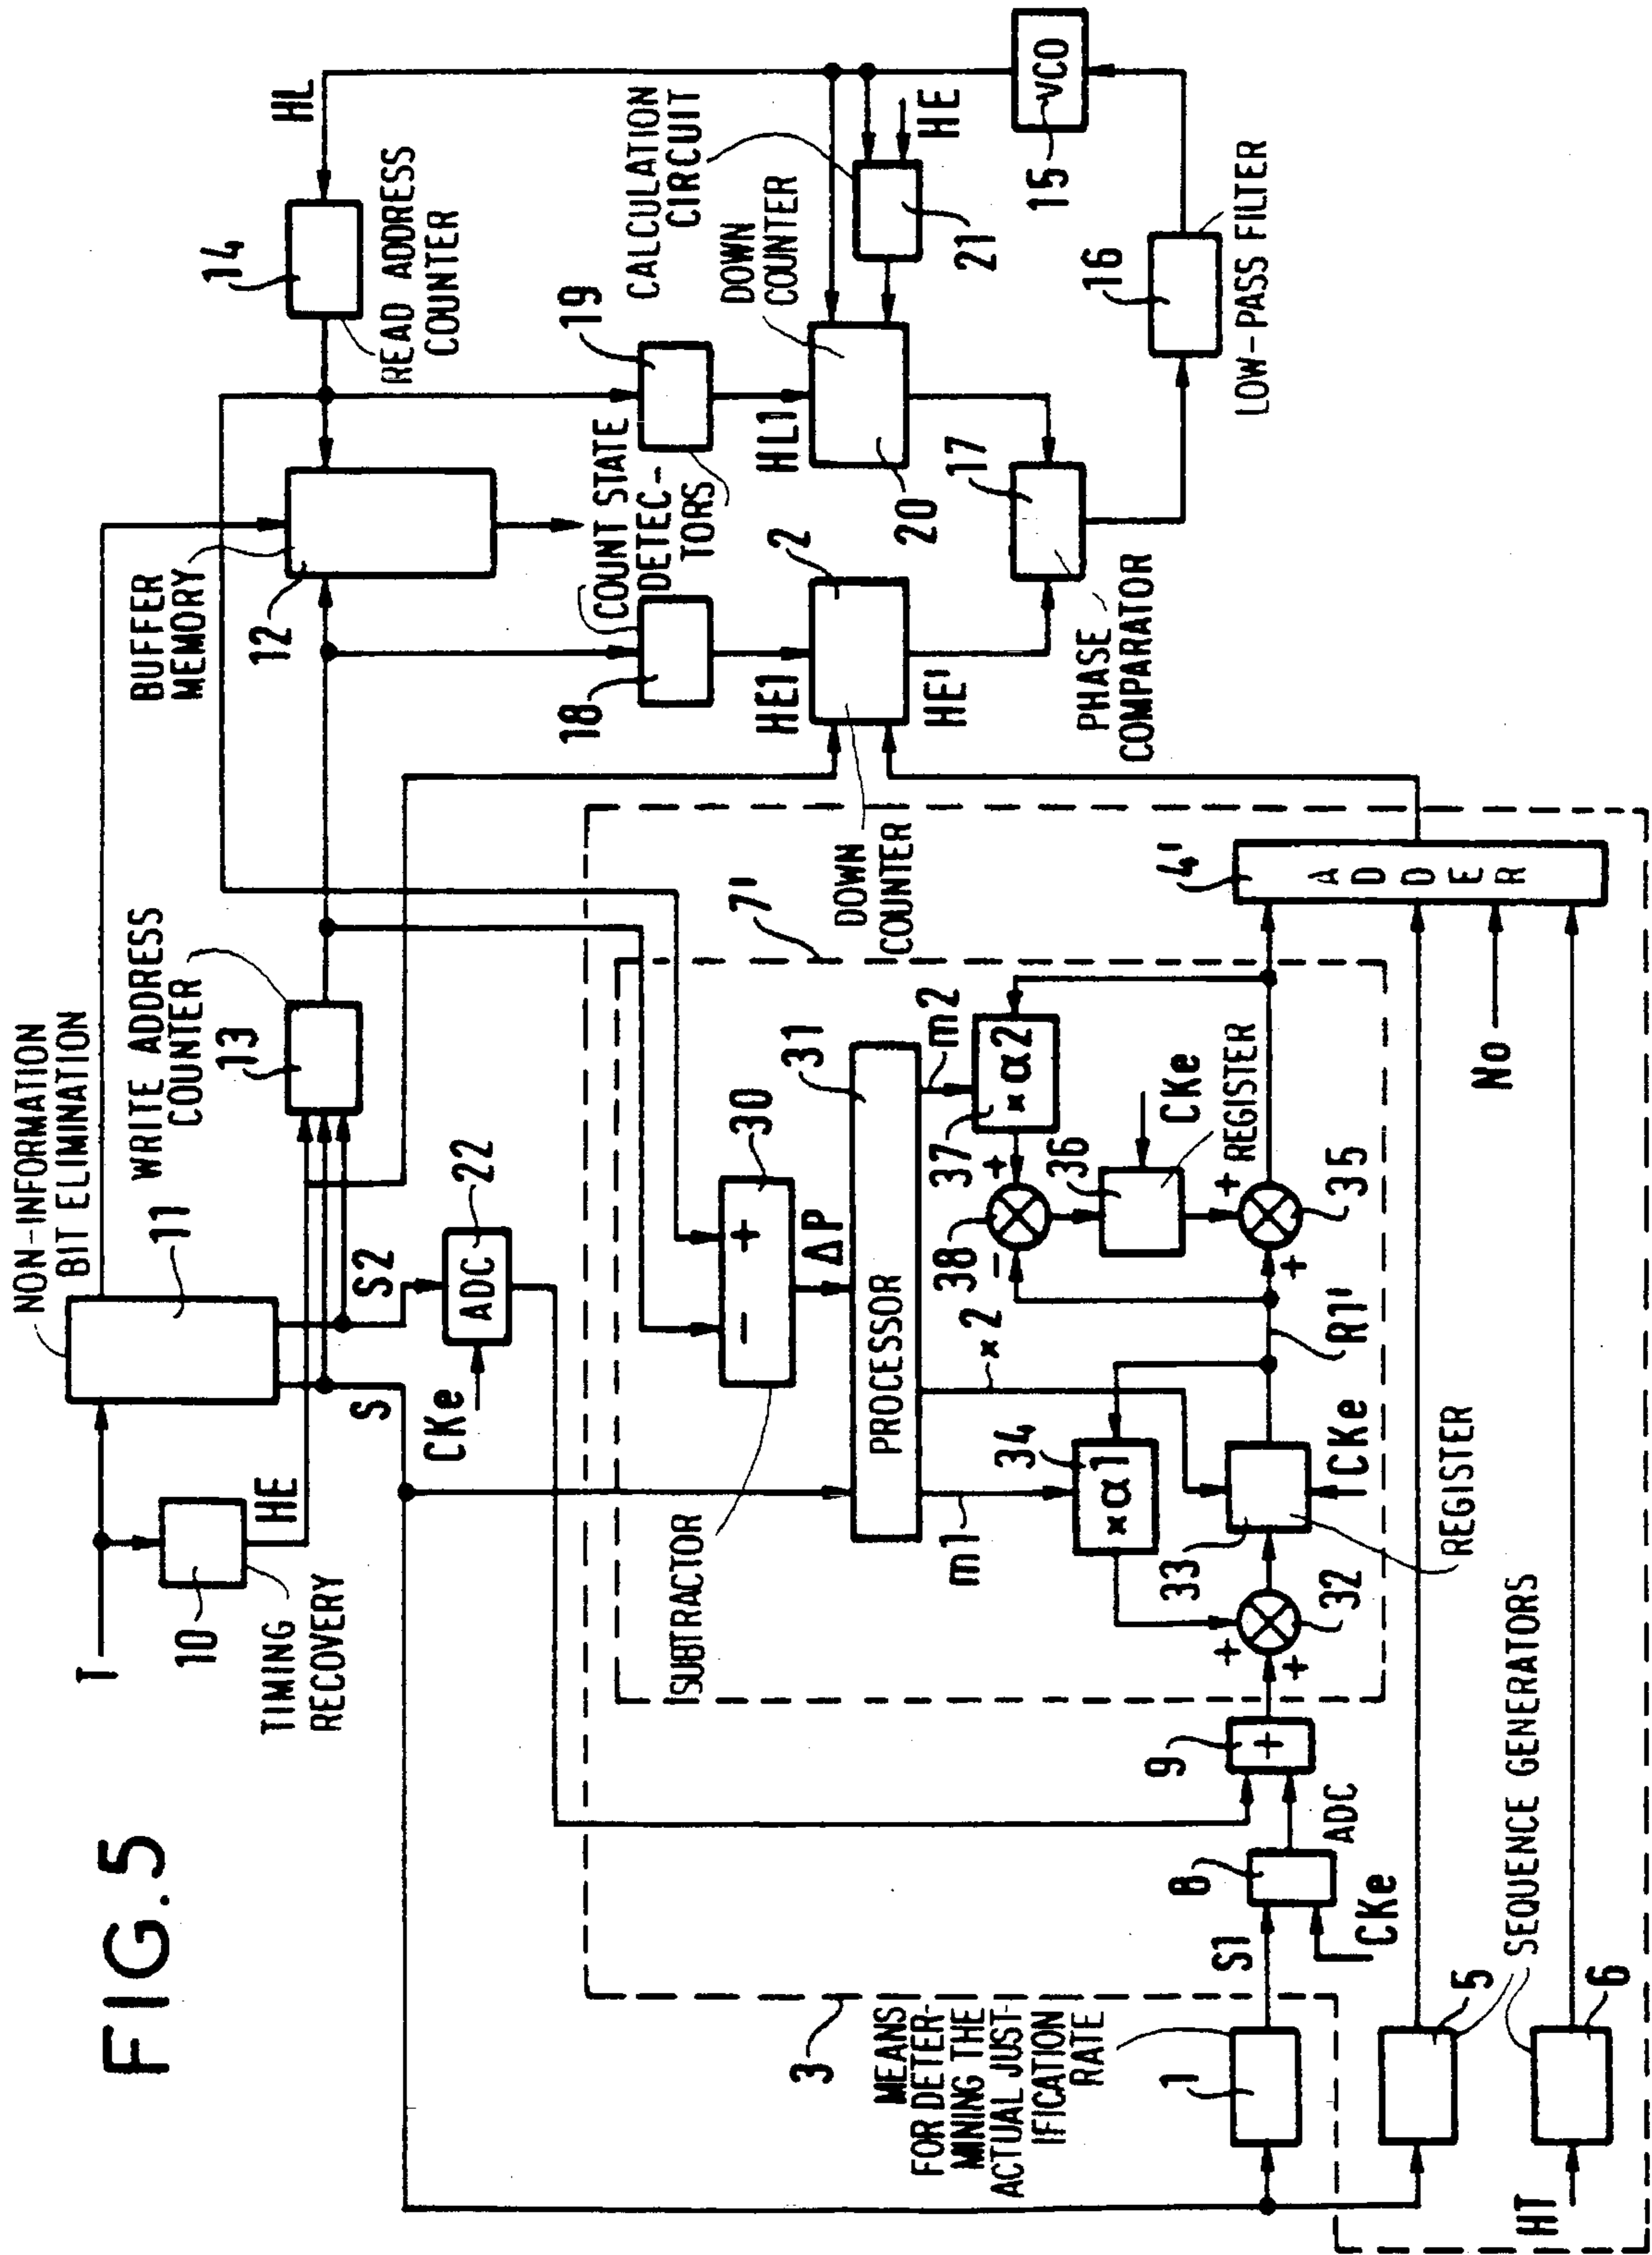 FIG.5
T
10
TIMING
RECOVERY
HE
NON-INFORMATION
BIT ELIMINATION
11
S
S2
CKe
ADC
22
WRITE ADDRESS
COUNTER
13
BUFFER
MEMORY
12
14
READ ADDRESS
COUNTER
HL
18
COUNT STATE
DETEC-
TORS
19
HE1
HL1
2
DOWN
COUNTER
HE'
20
DOWN
COUNTER
CALCULATION
CIRCUIT
21
HE
VCO
15
PHASE
COMPARATOR
17
16
LOW-PASS FILTER
3
7'
SUBTRACTOR
-
+
30
ΔP
PROCESSOR
31
m1
×2
m2
34
×α1
37
×α2
38
+
-
36
CKe
REGISTER
+
+
35
R1'
33
CKe
REGISTER
+
+
32
9
+
8
ADC
CKe
S1
MEANS
FOR DETER-
MINING THE
ACTUAL JUST-
IFICATION
RATE
1
5
6
SEQUENCE GENERATORS
HT
No
4'
ADDER